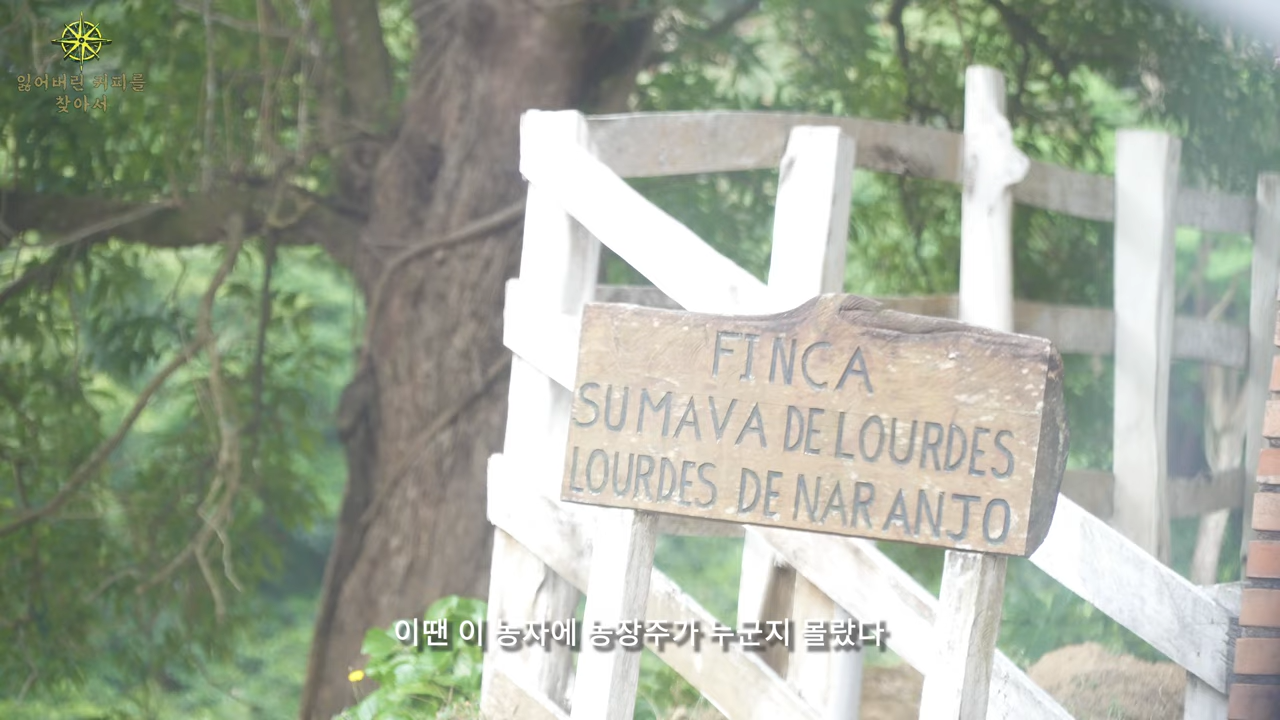 잃어버린 커피를
찾아서
FINCA
SUMAVA DE LOURDES
LOURDES DE NARANJO
이땐 이 농자에 농장주가 누군지 몰랐다